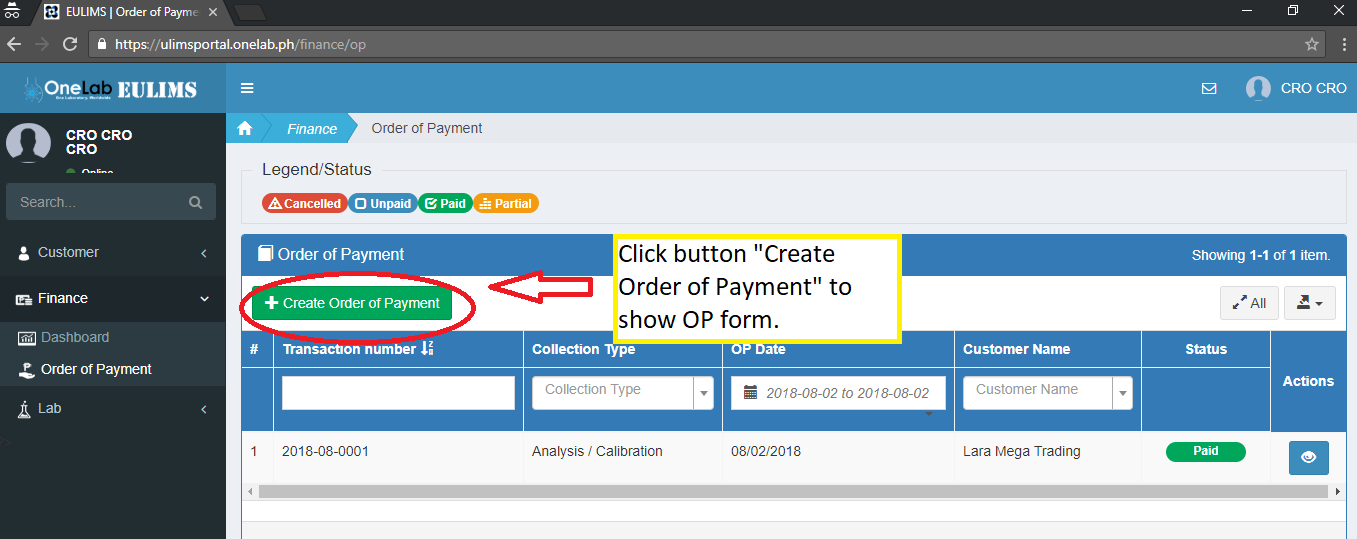 EULIMS | Order of Payme
https://ulimsportal.onelab.ph/finance/op
OneLab EULIMS
One Laboratory Worldwide
CRO CRO
CRO CRO
CRO
Online
Search...
Customer
Finance
Dashboard
Order of Payment
Lab
Finance
Order of Payment
Legend/Status
Cancelled Unpaid Paid Partial
Order of Payment
Showing 1-1 of 1 item.
Create Order of Payment
All
Click button "Create
Order of Payment" to
show OP form.
# Transaction number Collection Type OP Date Customer Name Status Actions
Collection Type 2018-08-02 to 2018-08-02 Customer Name
1 2018-08-0001 Analysis / Calibration 08/02/2018 Lara Mega Trading Paid